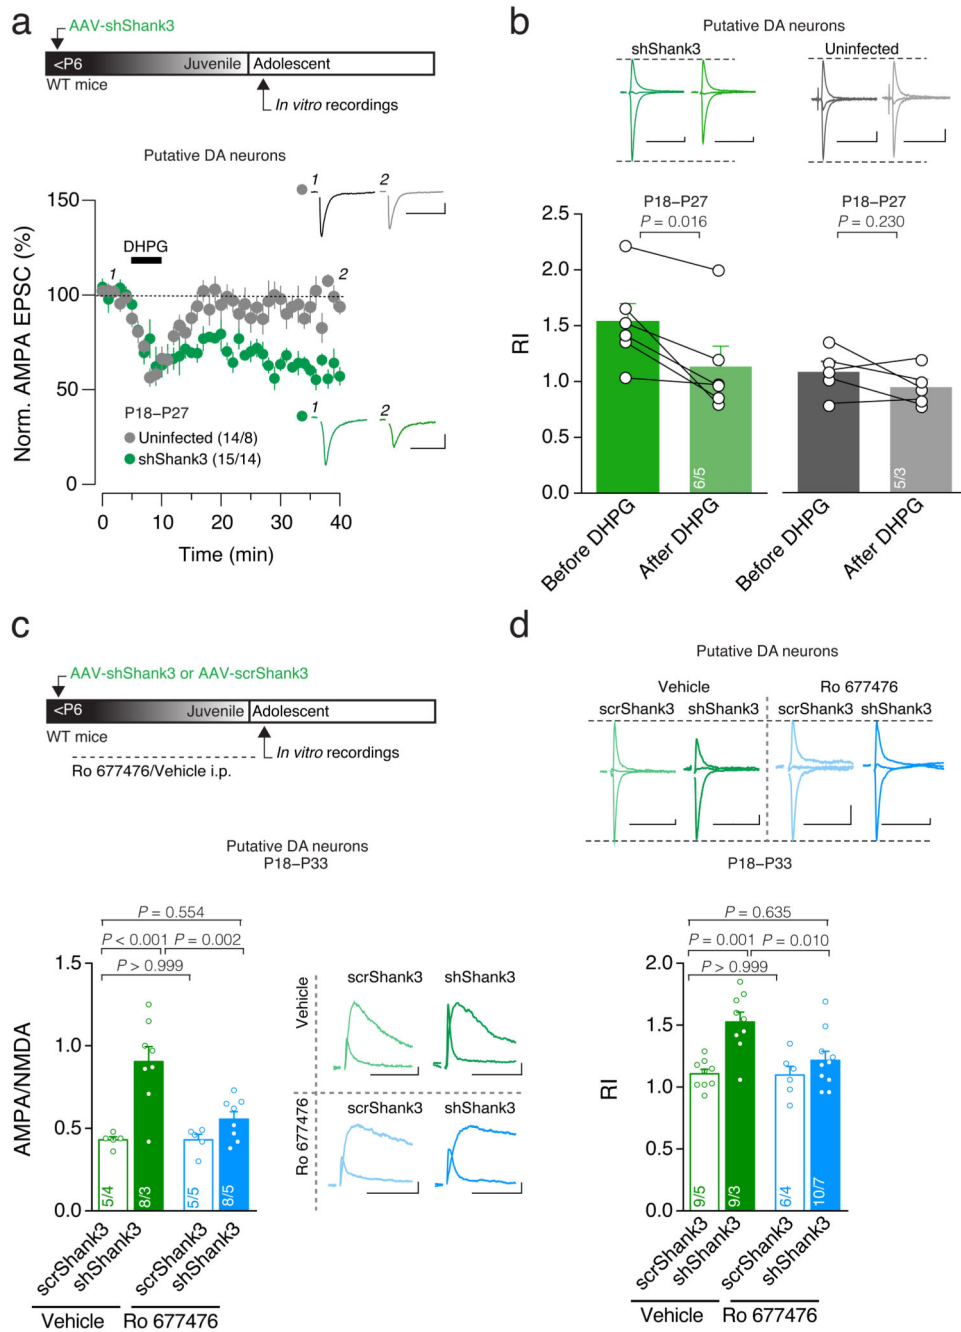 a
AAV-shShank3
<P6
Juvenile
Adolescent
WT mice
In vitro recordings
Putative DA neurons
Norm. AMPA EPSC (%)
150
100
50
0
DHPG
1
2
1
2
P18–P27
Uninfected (14/8)
shShank3 (15/14)
1
2
0
10
20
30
40
Time (min)
b
Putative DA neurons
shShank3
Uninfected
P18–P27
P = 0.016
P18–P27
P = 0.230
RI
2.5
2.0
1.5
1.0
0.5
0.0
6/5
5/3
Before DHPG
After DHPG
Before DHPG
After DHPG
c
AAV-shShank3 or AAV-scrShank3
<P6
Juvenile
Adolescent
WT mice
In vitro recordings
Ro 677476/Vehicle i.p.
Putative DA neurons
P18–P33
P = 0.554
P < 0.001
P = 0.002
P > 0.999
AMPA/NMDA
1.5
1.0
0.5
0.0
5/4
8/3
5/5
8/5
scrShank3
shShank3
scrShank3
shShank3
Vehicle
Ro 677476
scrShank3
shShank3
Vehicle
scrShank3
shShank3
Ro 677476
d
Putative DA neurons
Vehicle
Ro 677476
scrShank3
shShank3
scrShank3
shShank3
P18–P33
P = 0.635
P = 0.001
P = 0.010
P > 0.999
RI
2.0
1.5
1.0
0.5
0.0
9/5
9/3
6/4
10/7
scrShank3
shShank3
scrShank3
shShank3
Vehicle
Ro 677476